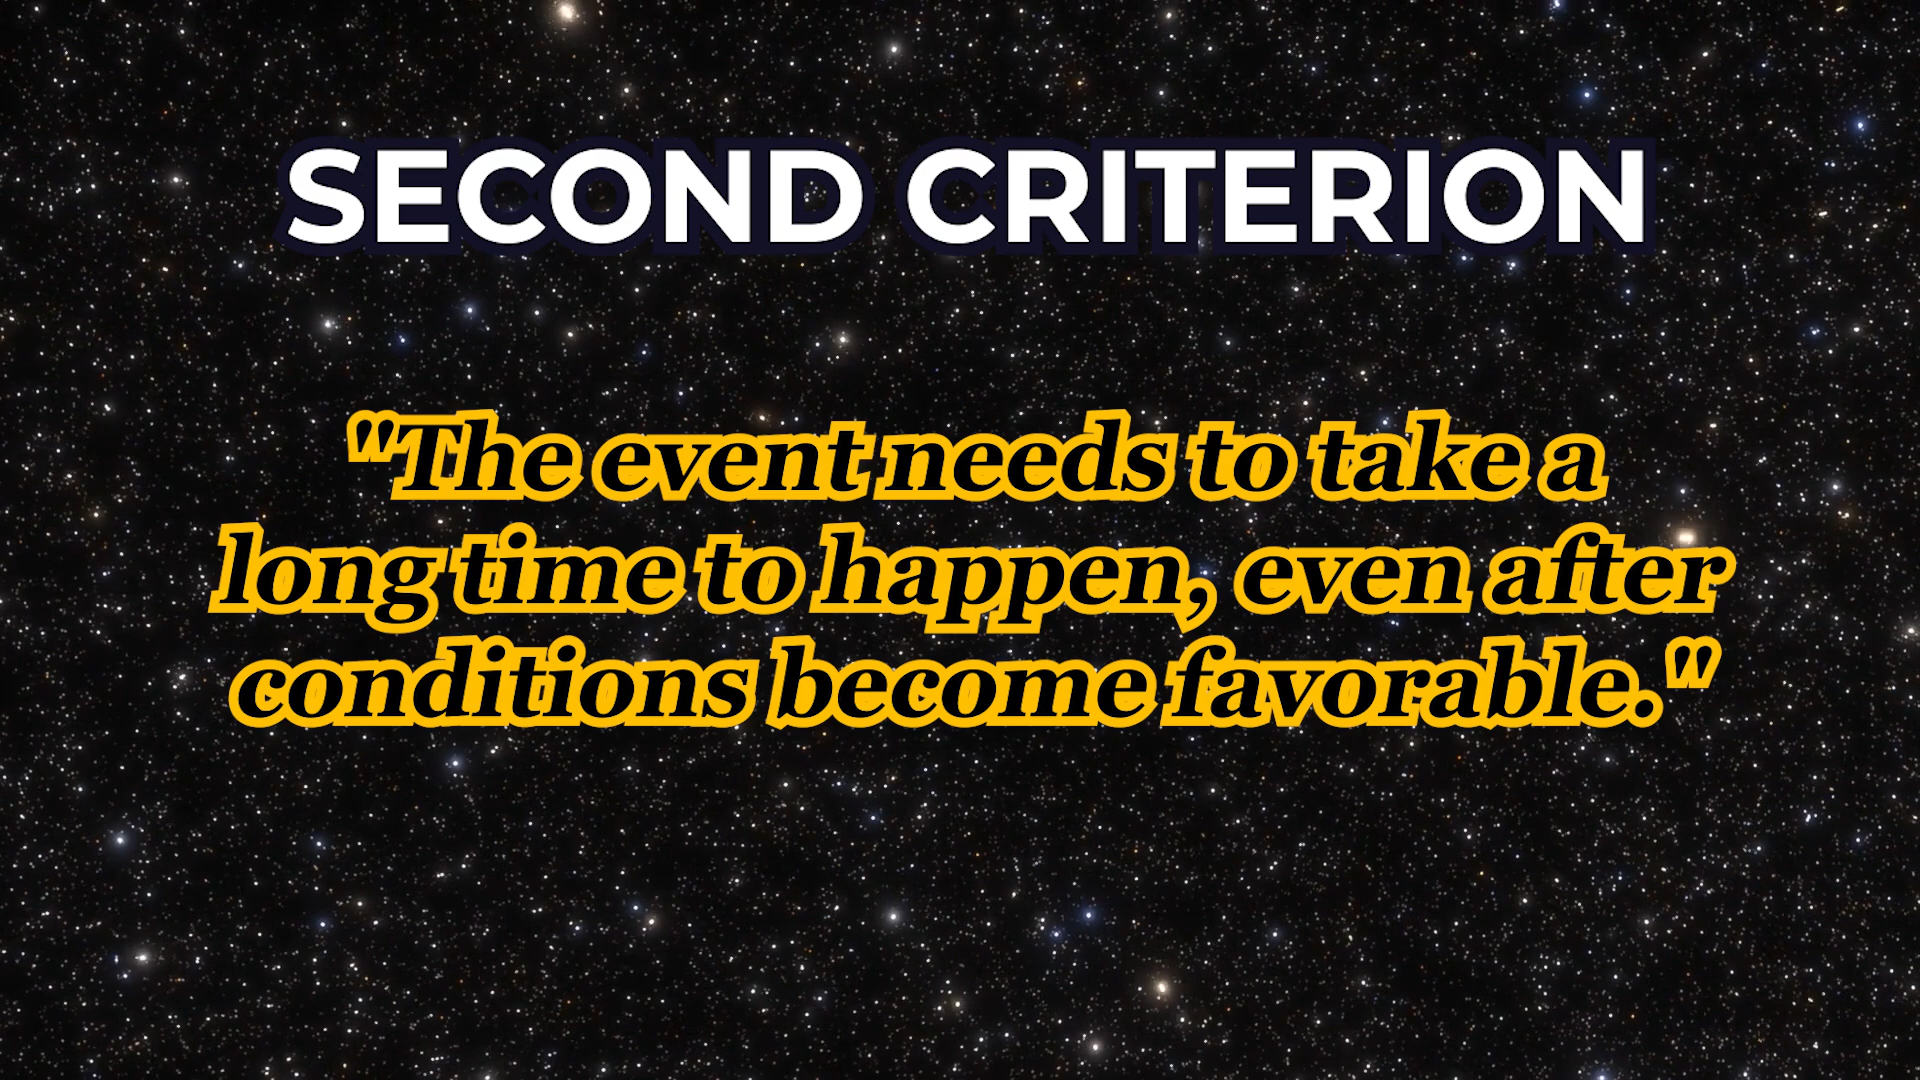 SECOND CRITERION
"The event needs to take a
long time to happen, even after
conditions become favorable."